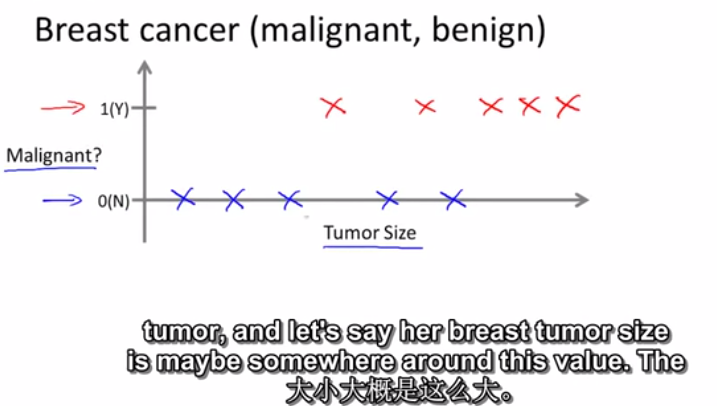 Breast cancer (malignant, benign)
1(Y)
Malignant?
0(N)
Tumor Size
tumor, and let's say her breast tumor size
is maybe somewhere around this value. The
大小大概是这么大。